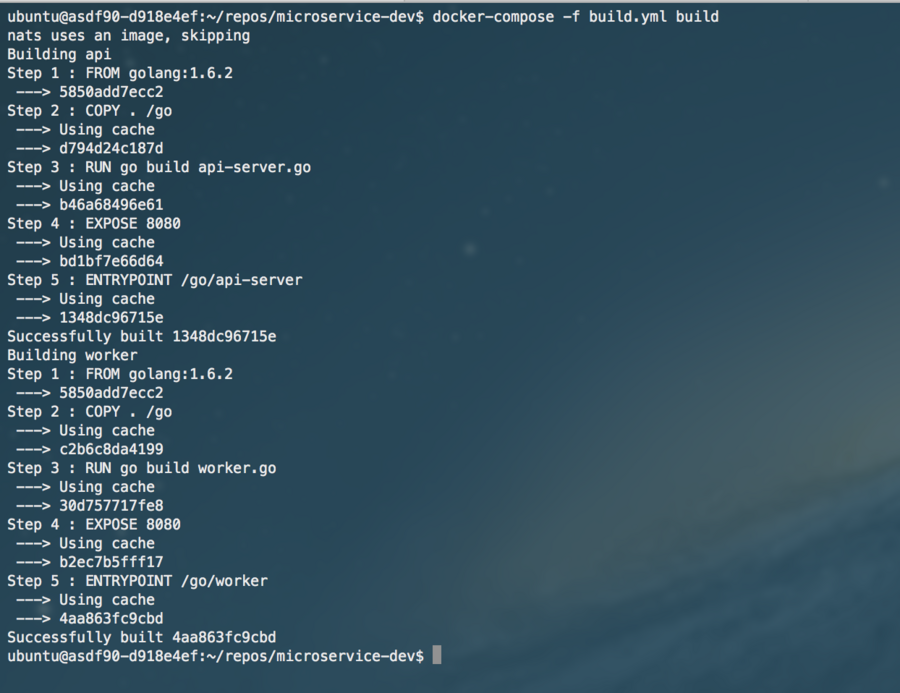 ubuntu@asdf90-d918e4ef:~/repos/microservice-dev$ docker-compose -f build.yml build
nats uses an image, skipping
Building api
Step 1 : FROM golang:1.6.2
 ---> 5850add7ecc2
Step 2 : COPY . /go
 ---> Using cache
 ---> d794d24c187d
Step 3 : RUN go build api-server.go
 ---> Using cache
 ---> b46a68496e61
Step 4 : EXPOSE 8080
 ---> Using cache
 ---> bd1bf7e66d64
Step 5 : ENTRYPOINT /go/api-server
 ---> Using cache
 ---> 1348dc96715e
Successfully built 1348dc96715e
Building worker
Step 1 : FROM golang:1.6.2
 ---> 5850add7ecc2
Step 2 : COPY . /go
 ---> Using cache
 ---> c2b6c8da4199
Step 3 : RUN go build worker.go
 ---> Using cache
 ---> 30d757717fe8
Step 4 : EXPOSE 8080
 ---> Using cache
 ---> b2ec7b5fff17
Step 5 : ENTRYPOINT /go/worker
 ---> Using cache
 ---> 4aa863fc9cbd
Successfully built 4aa863fc9cbd
ubuntu@asdf90-d918e4ef:~/repos/microservice-dev$